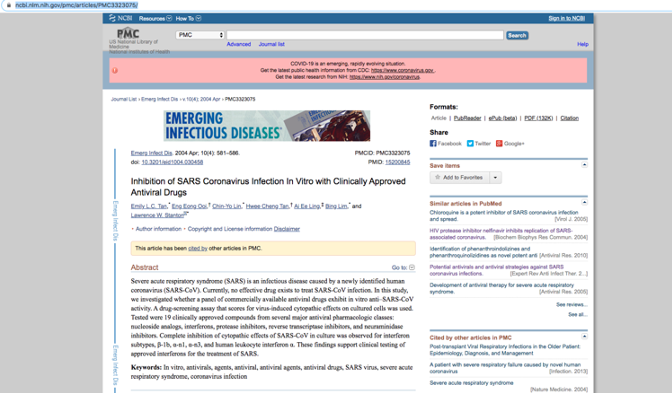 ncbi.nlm.nih.gov/pmc/articles/PMC3323075/
NCBI Resources How To Sign in to NCBI
PMC
US National Library of
Medicine
National Institutes of Health
PMC Search
Advanced Journal list Help
COVID-19 is an emerging, rapidly evolving situation.
Get the latest public health information from CDC: https://www.coronavirus.gov .
Get the latest research from NIH: https://www.nih.gov/coronavirus.
Journal List > Emerg Infect Dis > v.10(4); 2004 Apr > PMC3323075
EMERGING
INFECTIOUS DISEASES
Emerg Infect Dis. 2004 Apr; 10(4): 581–586. PMCID: PMC3323075
doi: 10.3201/eid1004.030458 PMID: 15200845
Inhibition of SARS Coronavirus Infection In Vitro with Clinically Approved
Antiviral Drugs
Emily L.C. Tan,* Eng Eong Ooi,† Chin-Yo Lin,* Hwee Cheng Tan,† Ai Ee Ling,‡ Bing Lim,* and
Lawrence W. Stanton
Author information Copyright and License information Disclaimer
This article has been cited by other articles in PMC.
Abstract Go to:
Severe acute respiratory syndrome (SARS) is an infectious disease caused by a newly identified human
coronavirus (SARS-CoV). Currently, no effective drug exists to treat SARS-CoV infection. In this study,
we investigated whether a panel of commercially available antiviral drugs exhibit in vitro anti–SARS-CoV
activity. A drug-screening assay that scores for virus-induced cytopathic effects on cultured cells was used.
Tested were 19 clinically approved compounds from several major antiviral pharmacologic classes:
nucleoside analogs, interferons, protease inhibitors, reverse transcriptase inhibitors, and neuraminidase
inhibitors. Complete inhibition of cytopathic effects of SARS-CoV in culture was observed for interferon
subtypes, β-1b, α-n1, α-n3, and human leukocyte interferon α. These findings support clinical testing of
approved interferons for the treatment of SARS.
Keywords: In vitro, antivirals, agents, antiviral, antiviral agents, antiviral drugs, SARS virus, severe acute
respiratory syndrome, coronavirus infection
Emerg Infect Dis
Emerg Infect Dis
Formats:
Article | PubReader | ePub (beta) | PDF (132K) | Citation
Share
Facebook Twitter Google+
Save items
Add to Favorites
Similar articles in PubMed
Chloroquine is a potent inhibitor of SARS coronavirus infection
and spread. [Virol J. 2005]
HIV protease inhibitor nelfinavir inhibits replication of SARS-
associated coronavirus. [Biochem Biophys Res Commun. 2004]
Identification of phenanthroindolizines and
phenanthroquinolizidines as novel potent anti [Antiviral Res. 2010]
Potential antivirals and antiviral strategies against SARS
coronavirus infections. [Expert Rev Anti Infect Ther. 2...]
Development of antiviral therapy for severe acute respiratory
syndrome. [Antiviral Res. 2005]
See reviews...
See all...
Cited by other articles in PMC
Post-transplant Viral Respiratory Infections in the Older Patient:
Epidemiology, Diagnosis, and Management
A patient with severe respiratory failure caused by novel human
coronavirus [Infection. 2013]
Severe acute respiratory syndrome
[Nature Medicine. 2004]